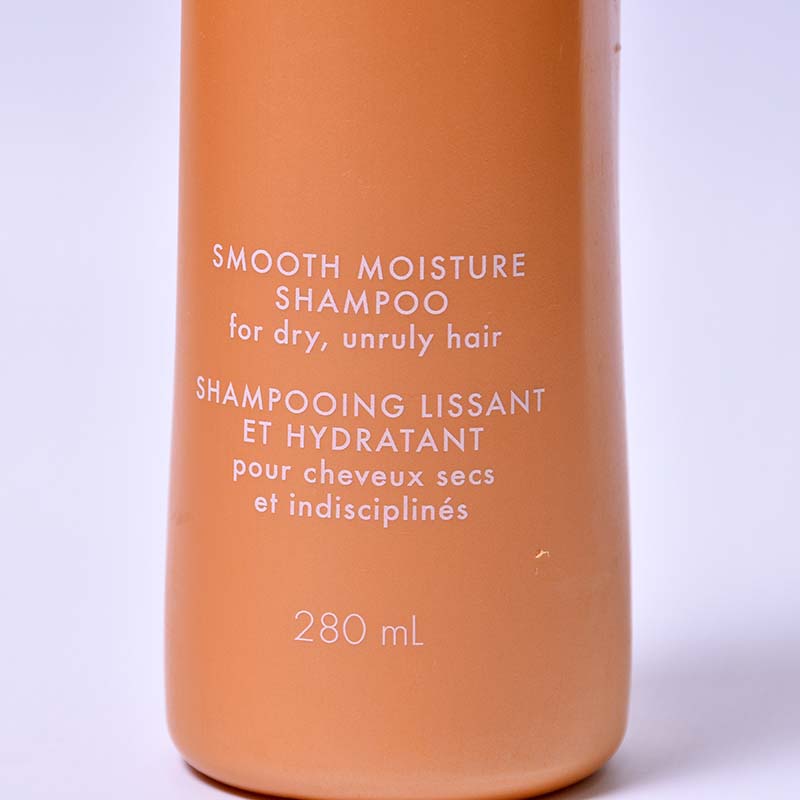 SMOOTH MOISTURE
SHAMPOO
for dry, unruly hair
SHAMPOOING LISSANT
ET HYDRATANT
pour cheveux secs
et indisciplinés
280 mL